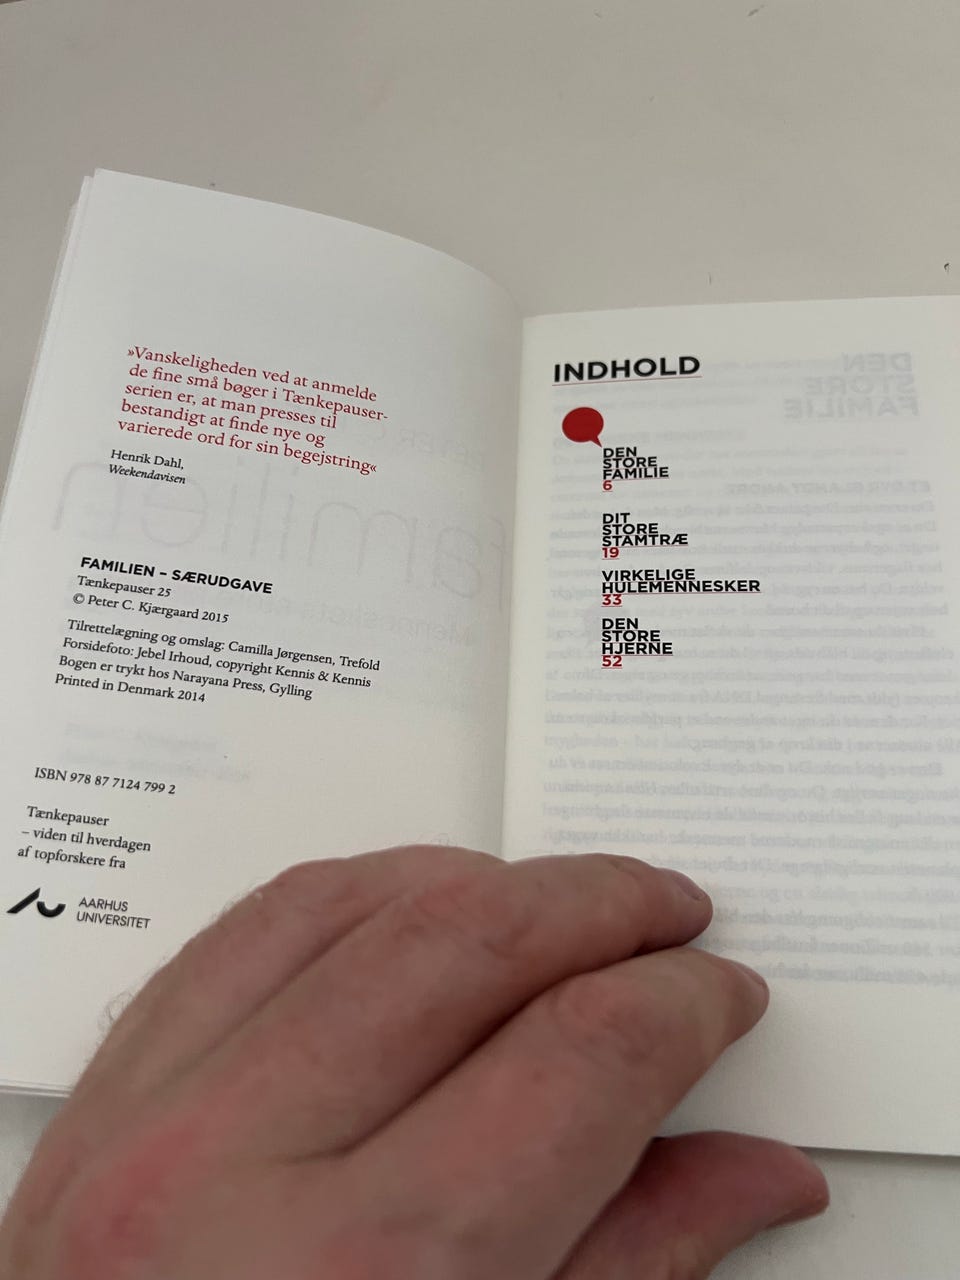 »Vanskeligheden ved at anmelde
de fine små bøger i Tænkepauser-
serien er, at man presses til
bestandigt at finde nye og
varierede ord for sin begejstring«
Henrik Dahl,
Weekendavisen
FAMILIEN – SÆRUDGAVE
Tænkepauser 25
© Peter C. Kjærgaard 2015
Tilrettelægning og omslag: Camilla Jørgensen, Trefold
Forsidefoto: Jebel Irhoud, copyright Kennis & Kennis
Bogen er trykt hos Narayana Press, Gylling
Printed in Denmark 2014
ISBN 978 87 7124 799 2
Tænkepauser
– viden til hverdagen
af topforskere fra
AARHUS
UNIVERSITET
INDHOLD
DEN
STORE
FAMILIE
6
DIT
STORE
STAMTRÆ
19
VIRKELIGE
HULEMENNESKER
33
DEN
STORE
HJERNE
52